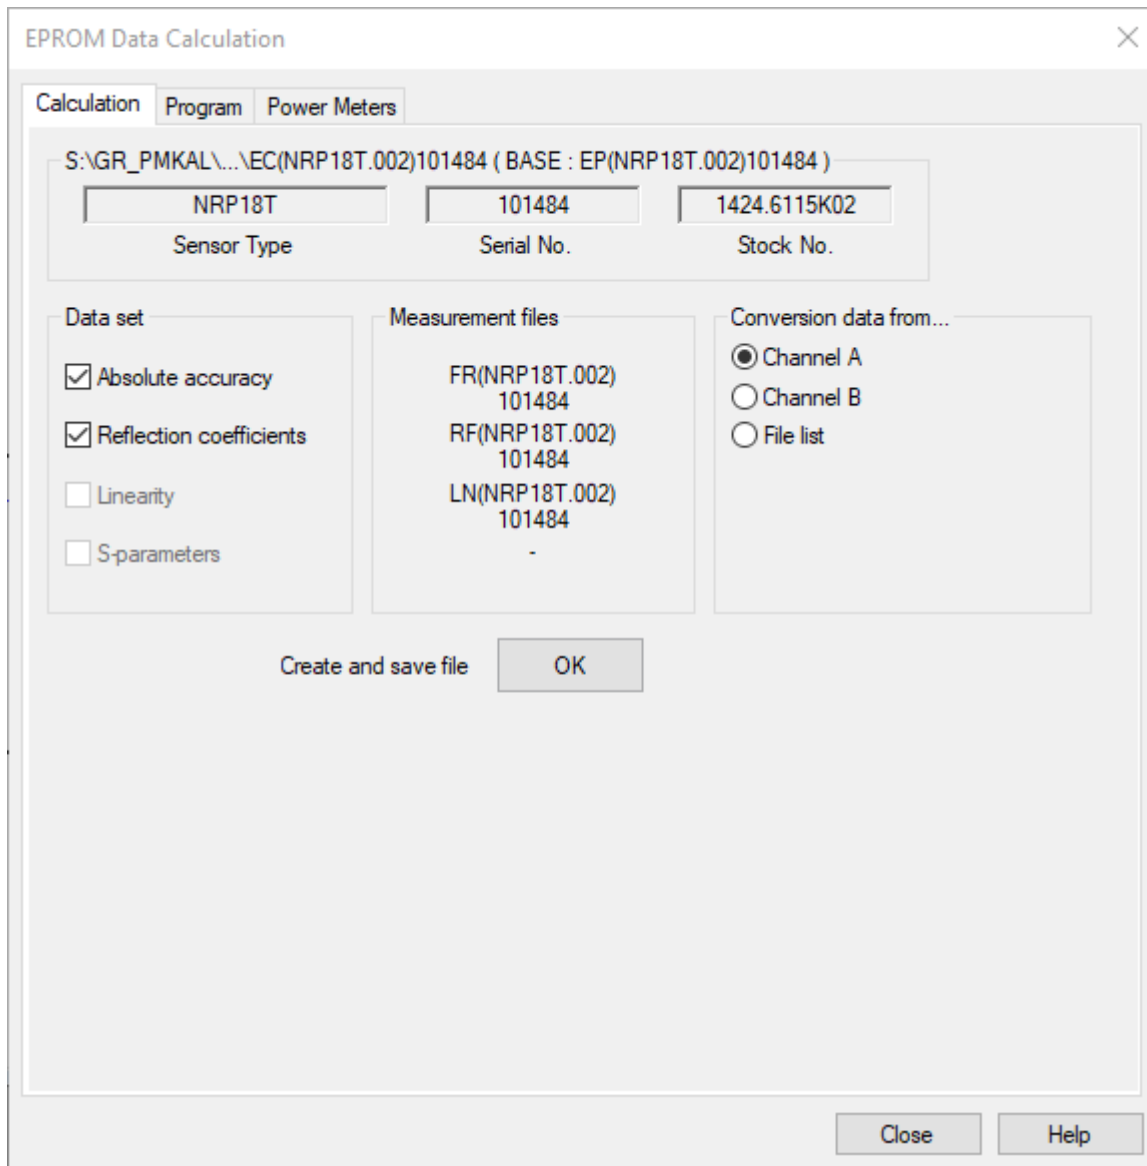 EPROM Data Calculation
Calculation Program Power Meters
S:\GR_PMKAL\...\EC(NRP18T.002)101484 ( BASE : EP(NRP18T.002)101484 )
NRP18T 101484 1424.6115K02
Sensor Type Serial No. Stock No.
Data set
Absolute accuracy
Reflection coefficients
Linearity
S-parameters
Measurement files
FR(NRP18T.002)
101484
RF(NRP18T.002)
101484
LN(NRP18T.002)
101484
-
Conversion data from...
Channel A
Channel B
File list
Create and save file OK
Close Help